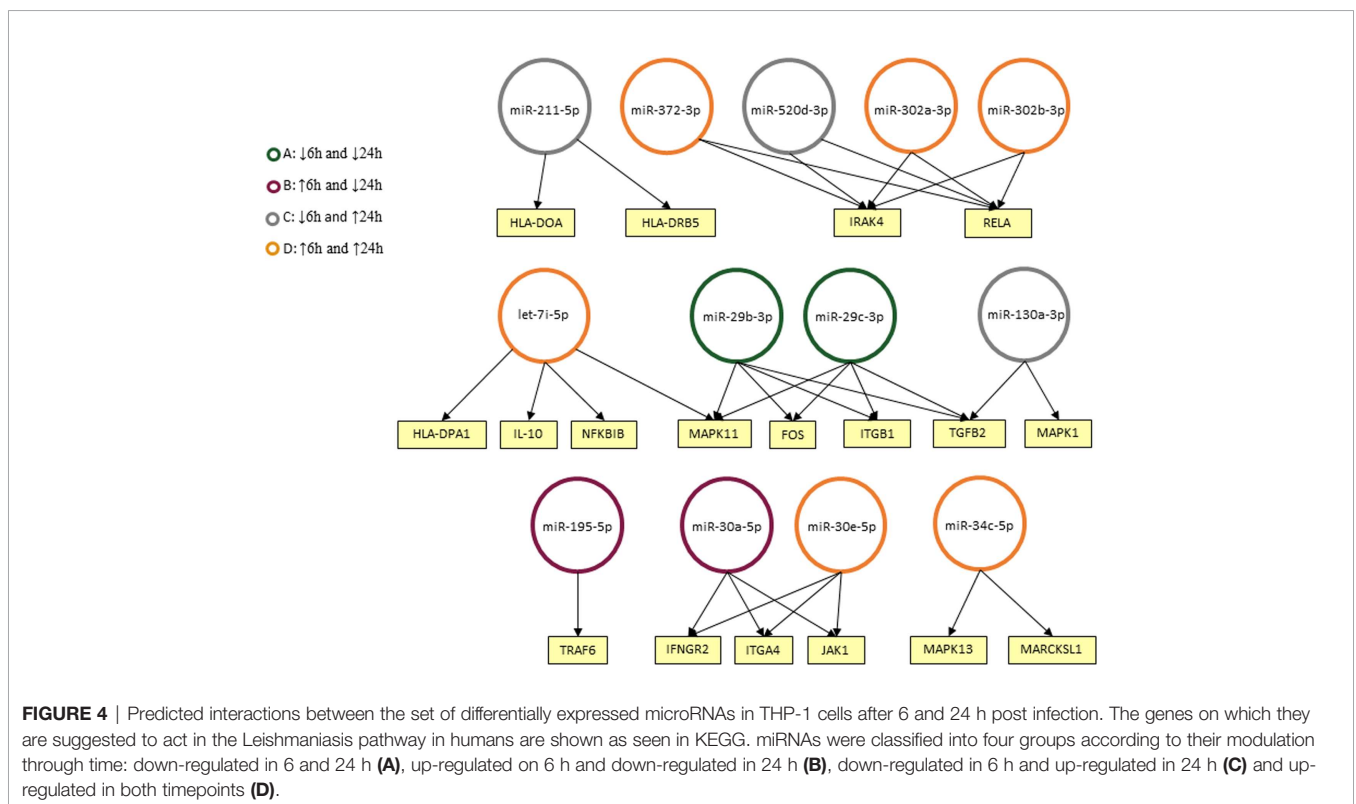 miR-211-5p
miR-372-3p
miR-520d-3p
miR-302a-3p
miR-302b-3p
A: ↓6h and ↓24h
B: ↑6h and ↓24h
C: ↓6h and ↑24h
D: ↑6h and ↑24h
HLA-DOA
HLA-DRB5
IRAK4
RELA
let-7i-5p
miR-29b-3p
miR-29c-3p
miR-130a-3p
HLA-DPA1
IL-10
NFKBIB
MAPK11
FOS
ITGB1
TGFB2
MAPK1
miR-195-5p
miR-30a-5p
miR-30e-5p
miR-34c-5p
TRAF6
IFNGR2
ITGA4
JAK1
MAPK13
MARCKSL1
FIGURE 4 | Predicted interactions between the set of differentially expressed microRNAs in THP-1 cells after 6 and 24 h post infection. The genes on which they
are suggested to act in the Leishmaniasis pathway in humans are shown as seen in KEGG. miRNAs were classified into four groups according to their modulation
through time: down-regulated in 6 and 24 h (A), up-regulated on 6 h and down-regulated in 24 h (B), down-regulated in 6 h and up-regulated in 24 h (C) and up-
regulated in both timepoints (D).